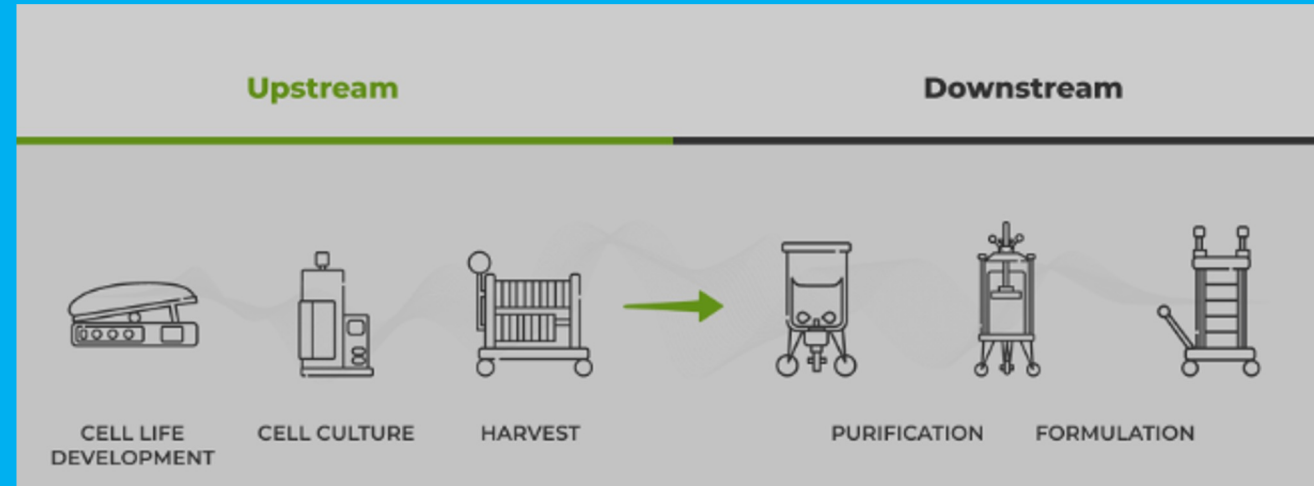 Upstream
Downstream
CELL LIFE
DEVELOPMENT
CELL CULTURE
HARVEST
PURIFICATION
FORMULATION